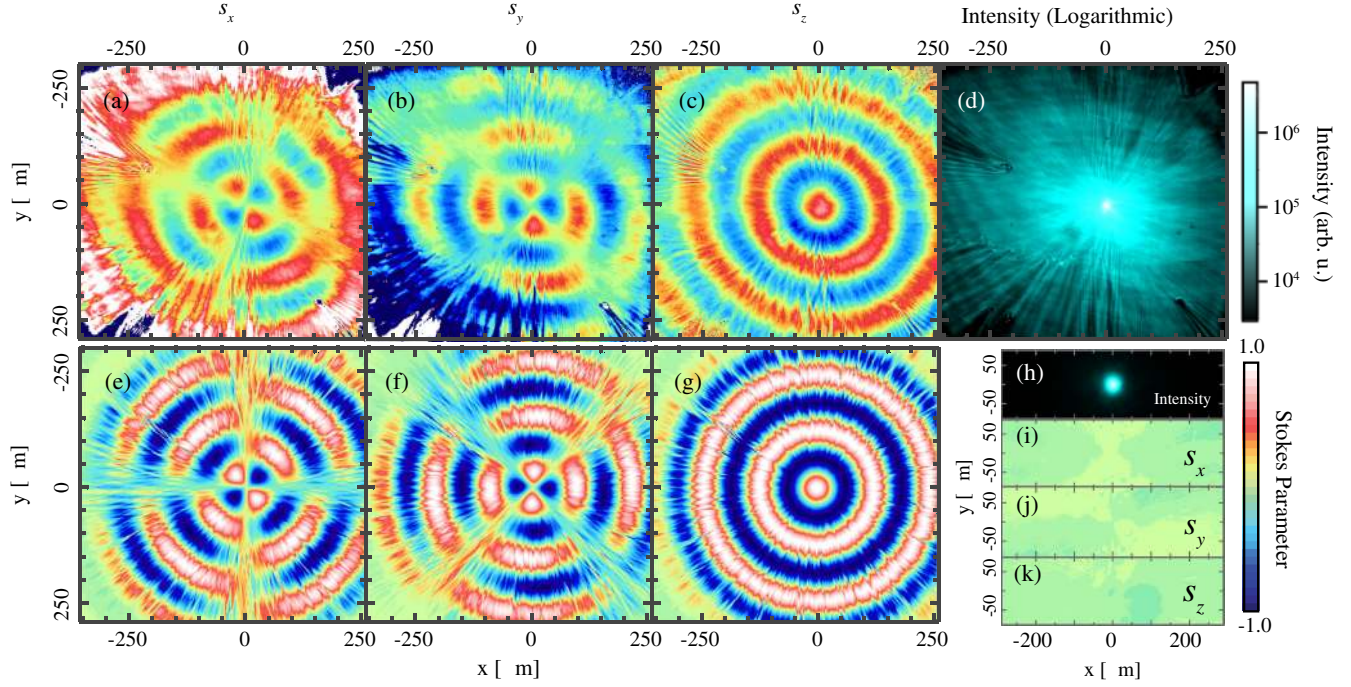 s_x s_y s_z Intensity (Logarithmic)
-250 0 250 -250 0 250 -250 0 250 -250 0 250
(a) (b) (c) (d)
y [ m]
-250 0 250
10^6
10^5
10^4
Intensity (arb. u.)
(e) (f) (g) (h)
Intensity
(i)
s_x
(j)
s_y
(k)
s_z
y [ m]
-250 0 250
y [ m]
50 -50
50 -50
50 -50
50 -50
1.0
-1.0
Stokes Parameter
-250 0 250 -250 0 250 -250 0 250 -200 0 200
x [ m] x [ m]